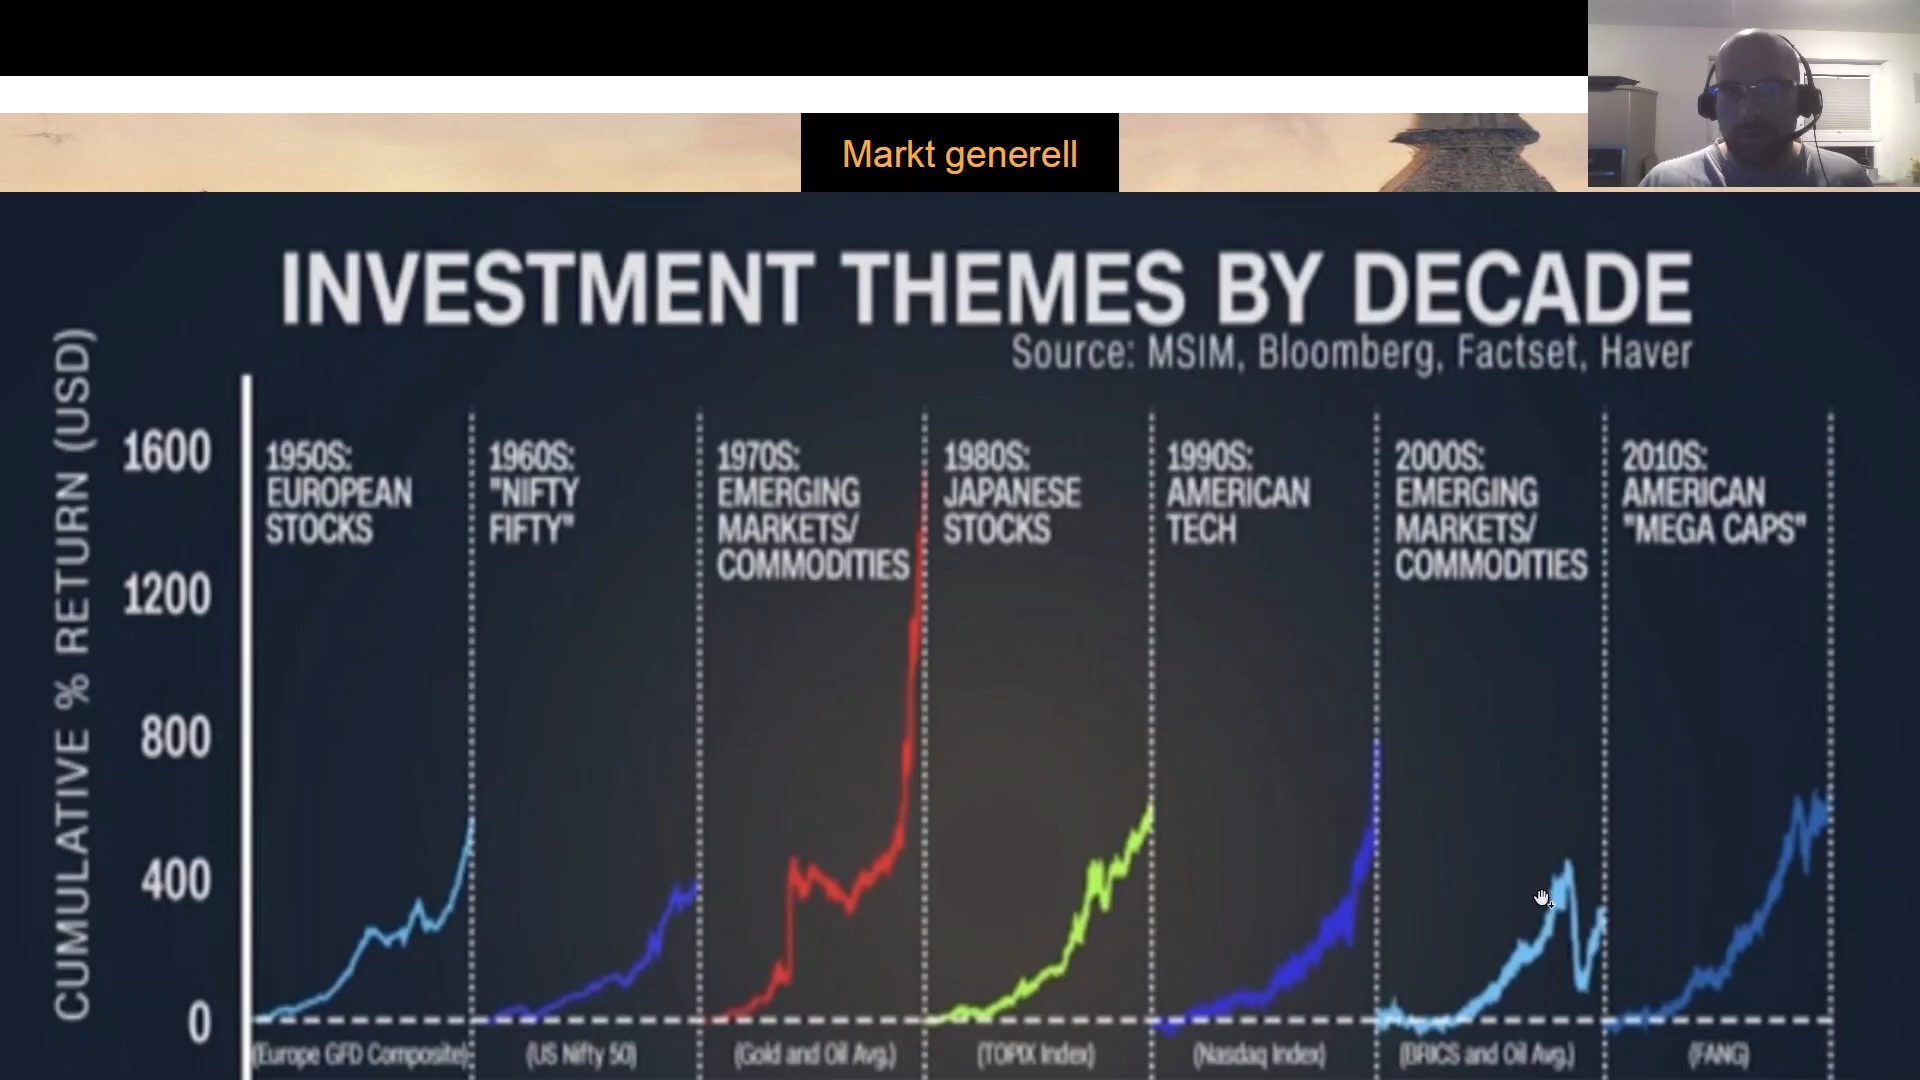 Markt generell
INVESTMENT THEMES BY DECADE
Source: MSIM, Bloomberg, Factset, Haver
CUMULATIVE % RETURN (USD)
1600
1200
800
400
0
1950S:
EUROPEAN
STOCKS
1960S:
"NIFTY
FIFTY"
1970S:
EMERGING
MARKETS/
COMMODITIES
1980S:
JAPANESE
STOCKS
1990S:
AMERICAN
TECH
2000S:
EMERGING
MARKETS/
COMMODITIES
2010S:
AMERICAN
"MEGA CAPS"
(Europe GFD Composite)
(US Nifty 50)
(Gold and Oil Avg.)
(TOPIX Index)
(Nasdaq Index)
(BRICS and Oil Avg.)
(FANG)